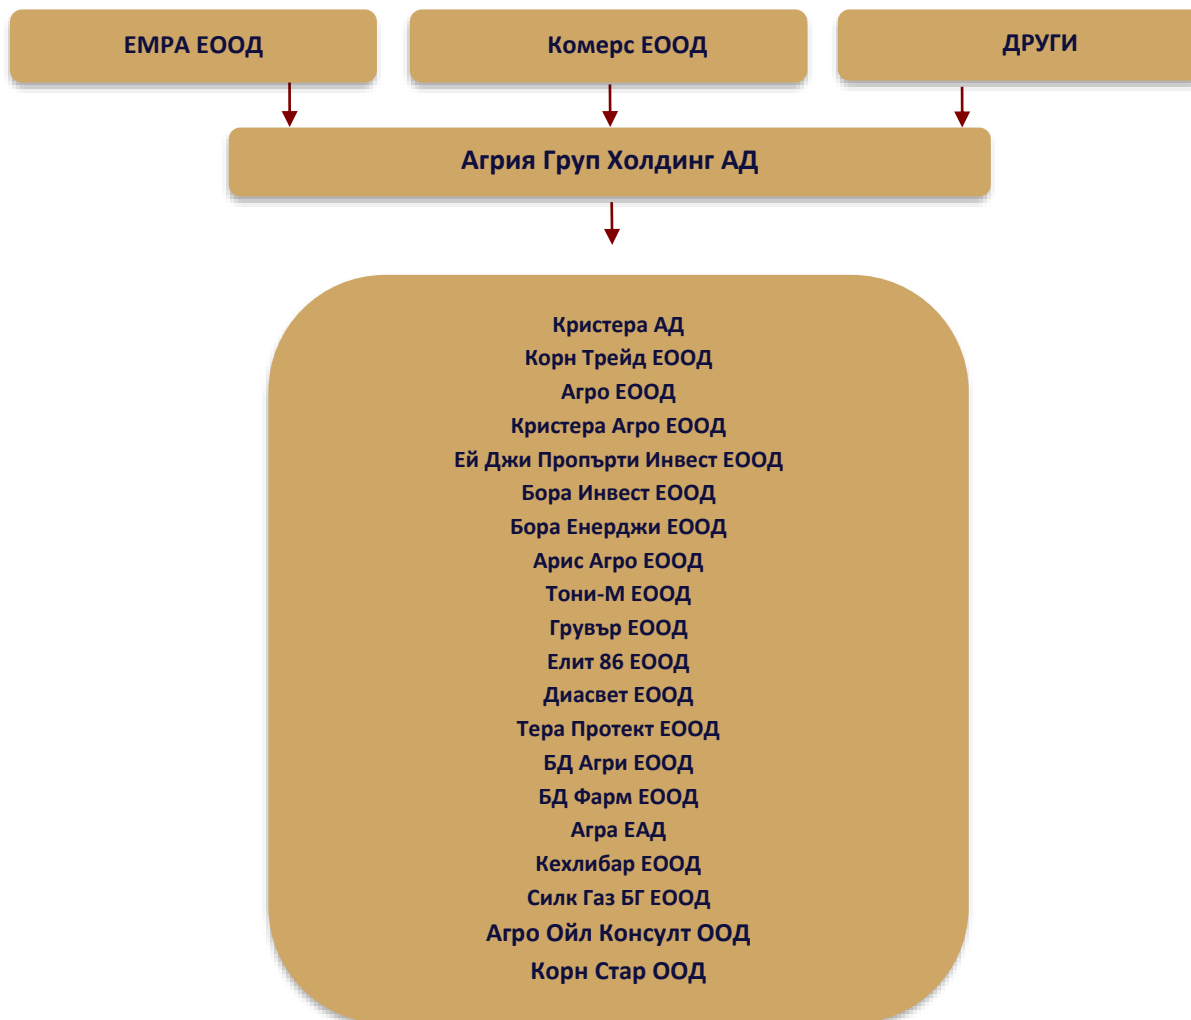 ЕМРА ЕООД
Комерс ЕООД
ДРУГИ
Агрия Груп Холдинг АД
Кристера АД
Корн Трейд ЕООД
Агро ЕООД
Кристера Агро ЕООД
Ей Джи Пропърти Инвест ЕООД
Бора Инвест ЕООД
Бора Енерджи ЕООД
Арис Агро ЕООД
Тони-М ЕООД
Грувър ЕООД
Елит 86 ЕООД
Диасвет ЕООД
Тера Протект ЕООД
БД Агри ЕООД
БД Фарм ЕООД
Агра ЕАД
Кехлибар ЕООД
Силк Газ БГ ЕООД
Агро Ойл Консулт ООД
Корн Стар ООД